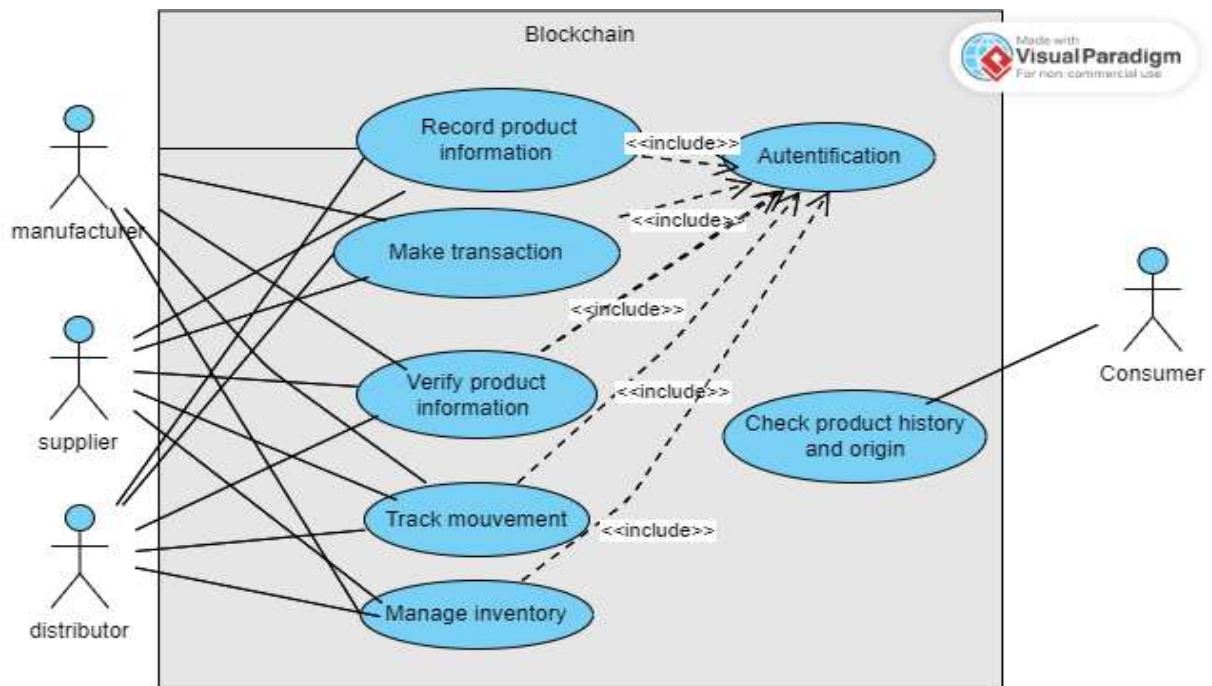 Blockchain
Made with
Visual Paradigm
For non-commercial use
Record product
information
<<include>>
Autentification
manufacturer
<<include>>
Make transaction
<<include>>
Verify product
information
<<include>>
Consumer
supplier
Check product history
and origin
Track mouvement
<<include>>
Manage inventory
distributor